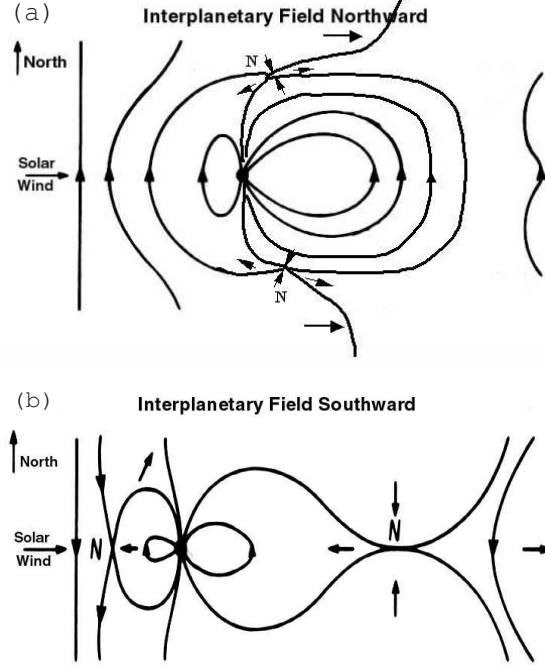 (a)
Interplanetary Field Northward
North
N
Solar
Wind
N
(b)
Interplanetary Field Southward
North
Solar
Wind
N
N